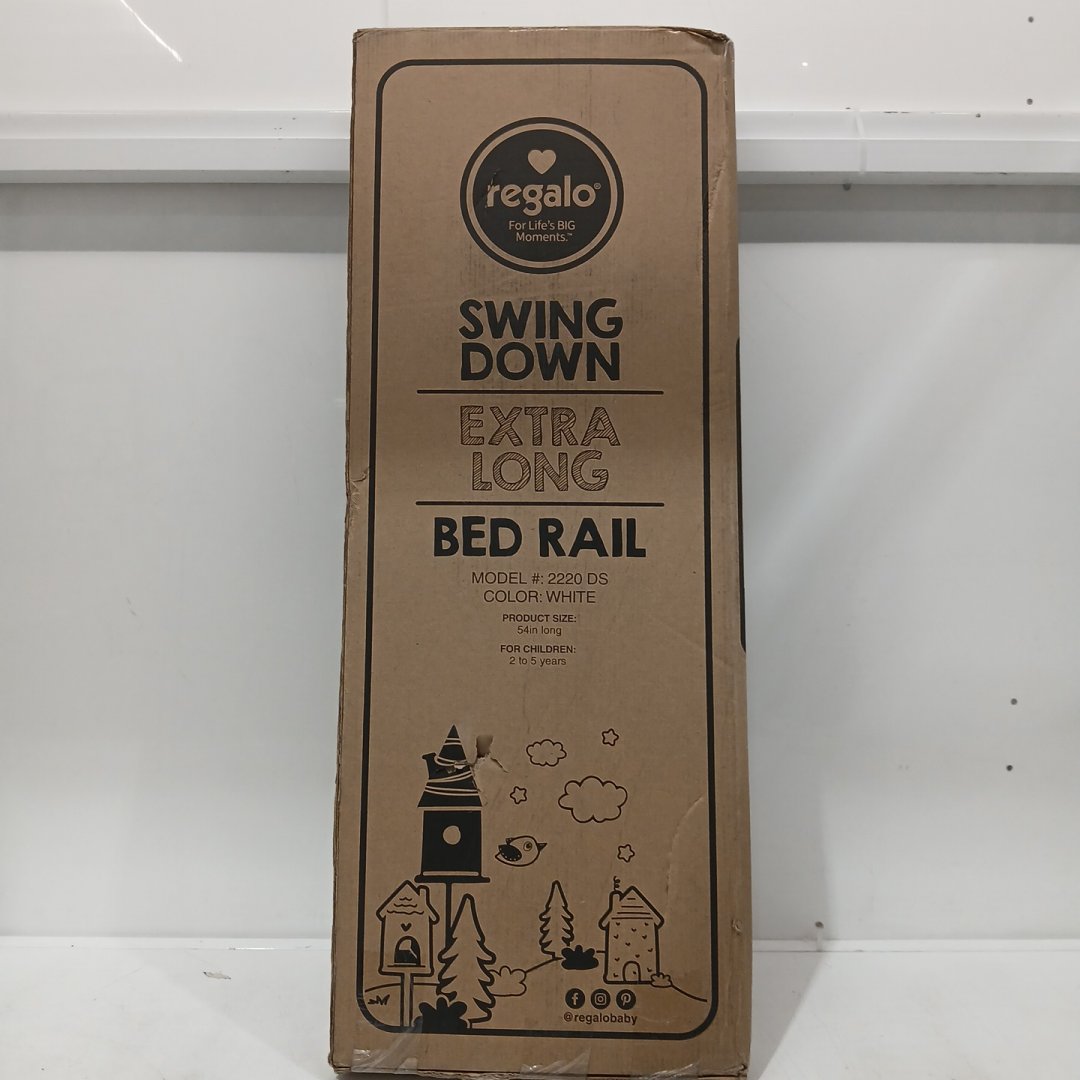 regalo®
For Life's BIG
Moments.™
SWING
DOWN
EXTRA
LONG
BED RAIL
MODEL #: 2220 DS
COLOR: WHITE
PRODUCT SIZE:
54in long
FOR CHILDREN:
2 to 5 years
@regalobaby